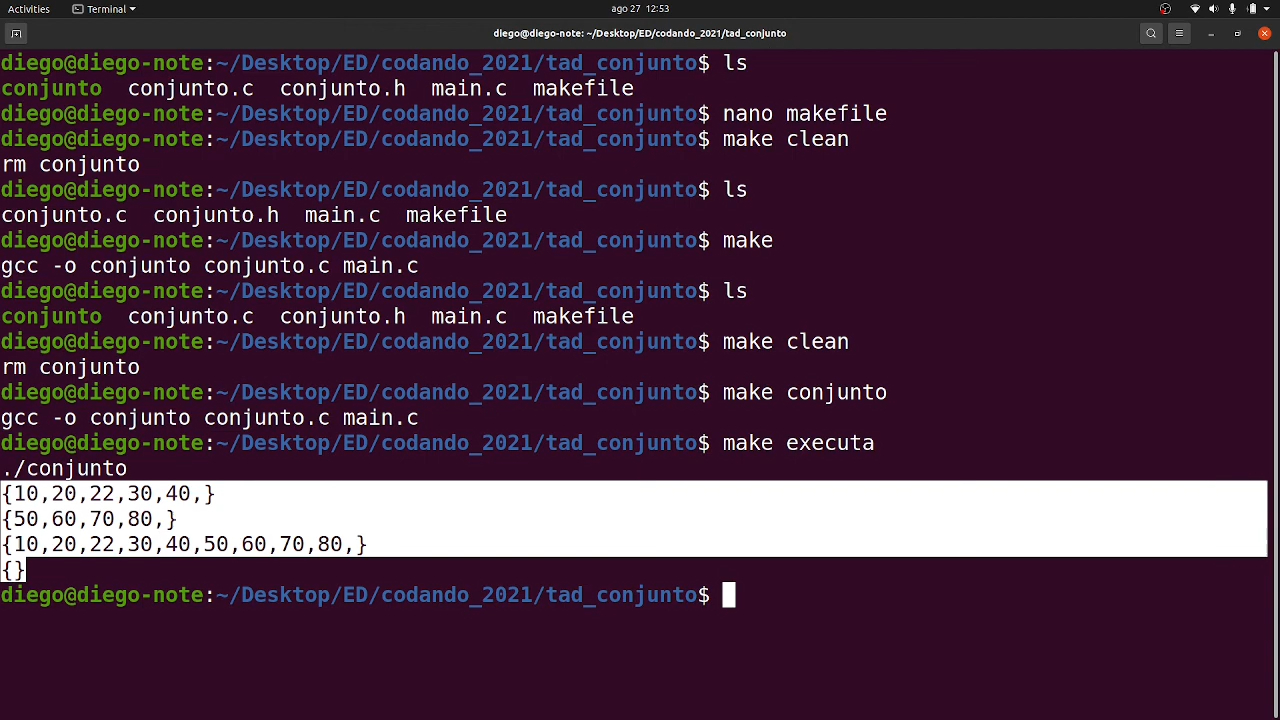 Activities Terminal ago 27 12:53
diego@diego-note: ~/Desktop/ED/codando_2021/tad_conjunto
diego@diego-note:~/Desktop/ED/codando_2021/tad_conjunto$ ls
conjunto conjunto.c conjunto.h main.c makefile
diego@diego-note:~/Desktop/ED/codando_2021/tad_conjunto$ nano makefile
diego@diego-note:~/Desktop/ED/codando_2021/tad_conjunto$ make clean
rm conjunto
diego@diego-note:~/Desktop/ED/codando_2021/tad_conjunto$ ls
conjunto.c conjunto.h main.c makefile
diego@diego-note:~/Desktop/ED/codando_2021/tad_conjunto$ make
gcc -o conjunto conjunto.c main.c
diego@diego-note:~/Desktop/ED/codando_2021/tad_conjunto$ ls
conjunto conjunto.c conjunto.h main.c makefile
diego@diego-note:~/Desktop/ED/codando_2021/tad_conjunto$ make clean
rm conjunto
diego@diego-note:~/Desktop/ED/codando_2021/tad_conjunto$ make conjunto
gcc -o conjunto conjunto.c main.c
diego@diego-note:~/Desktop/ED/codando_2021/tad_conjunto$ make executa
./conjunto
{10,20,22,30,40,}
{50,60,70,80,}
{10,20,22,30,40,50,60,70,80,}
{}
diego@diego-note:~/Desktop/ED/codando_2021/tad_conjunto$